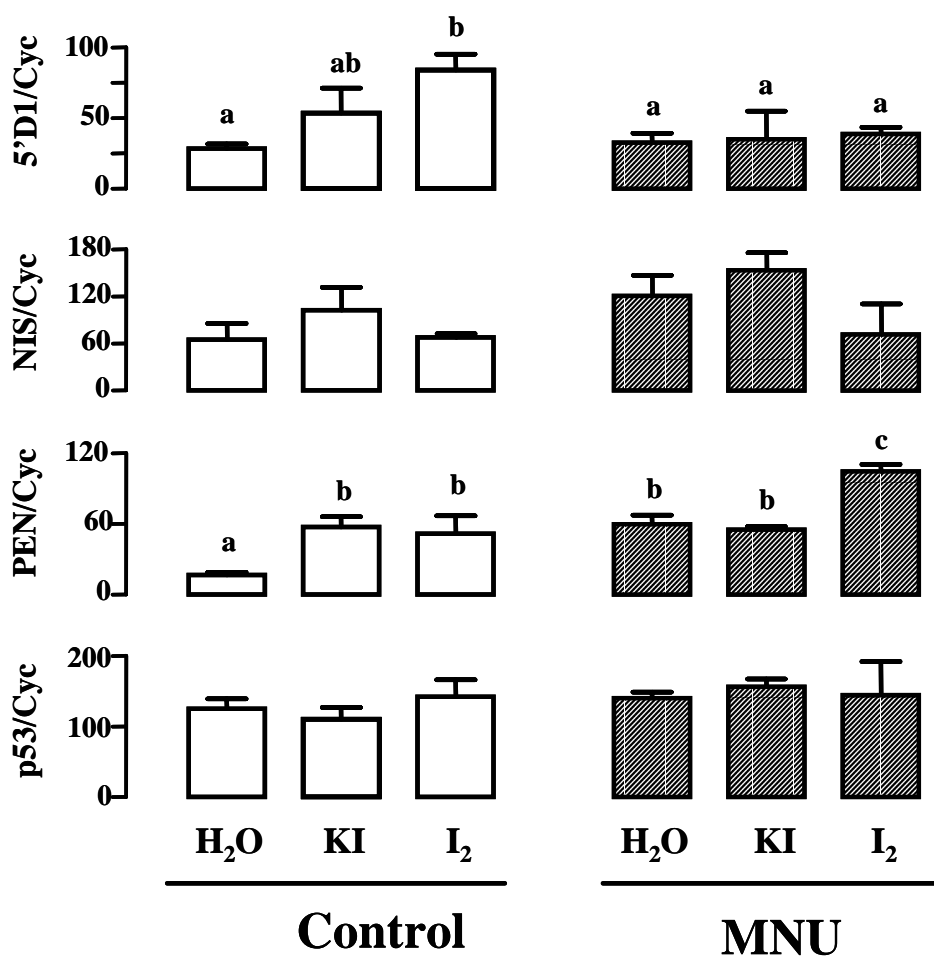 5'D1/Cyc
100
50
0
a
ab
b
a
a
a
NIS/Cyc
180
120
60
0
PEN/Cyc
120
60
0
a
b
b
b
b
c
p53/Cyc
200
100
0
H₂O KI I₂ H₂O KI I₂
Control MNU